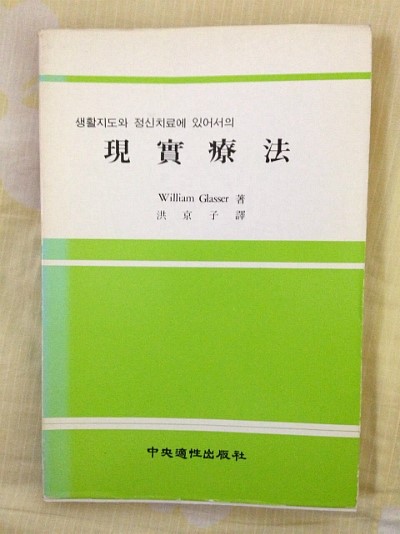 생활지도와 정신치료에 있어서의
現實療法
William Glasser 著
洪京子譯
中央適性出版社